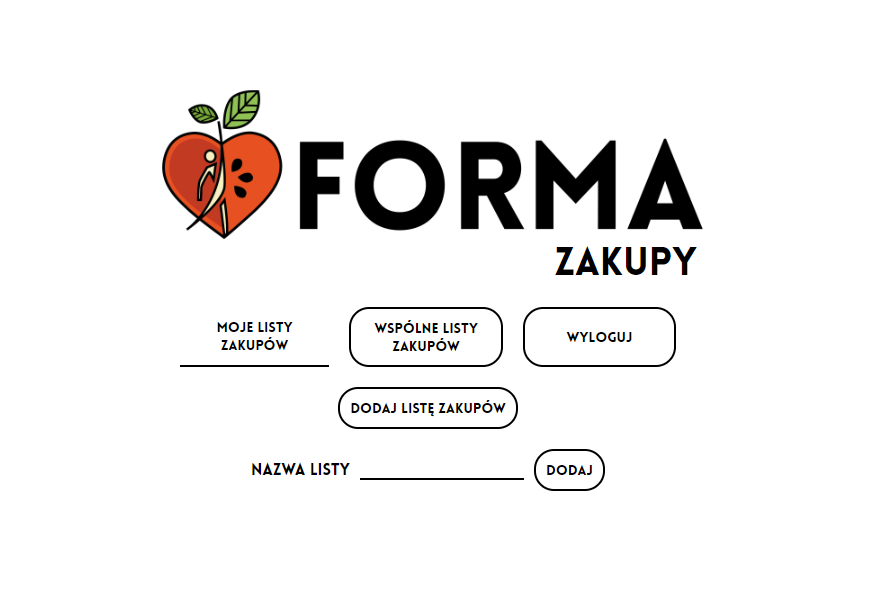 FORMA
ZAKUPY
MOJE LISTY
ZAKUPÓW
WSPÓLNE LISTY
ZAKUPÓW
WYLOGUJ
DODAJ LISTĘ ZAKUPÓW
NAZWA LISTY
DODAJ